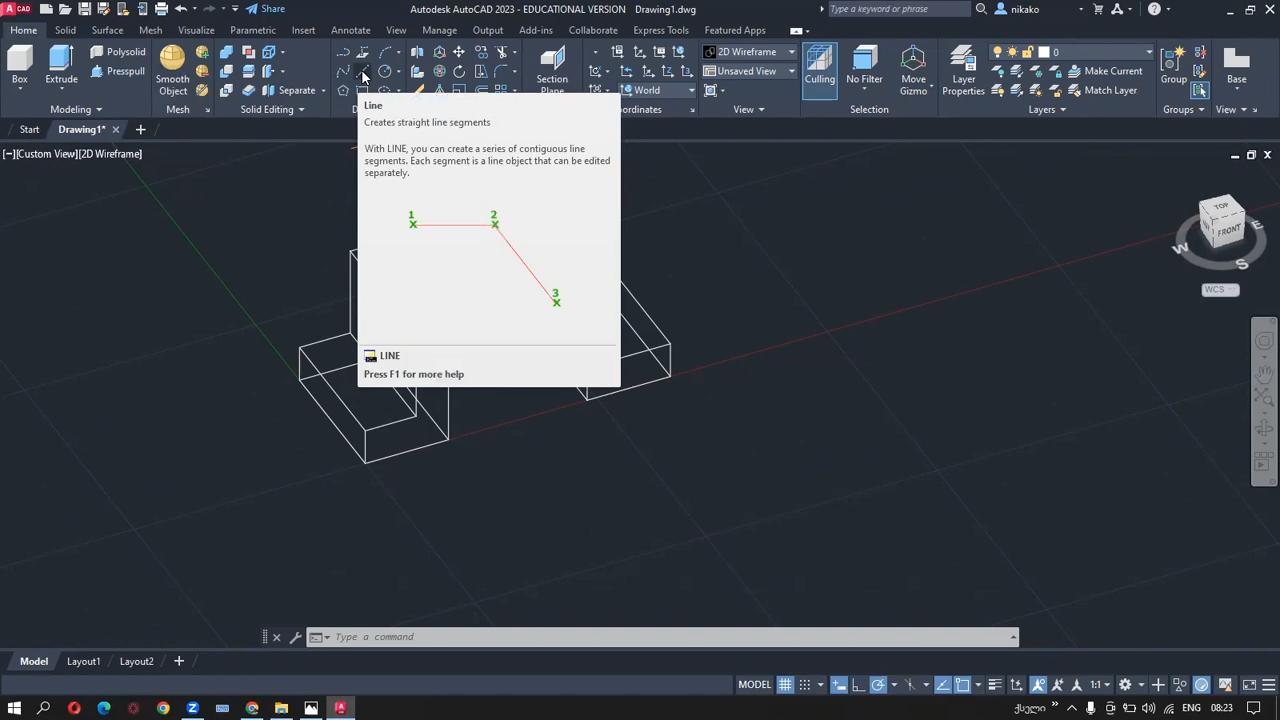 CAD
Share
Autodesk AutoCAD 2023 - EDUCATIONAL VERSION Drawing1.dwg
Type a keyword or phrase
nikako
Home Solid Surface Mesh Visualize Parametric Insert Annotate View Manage Output Add-ins Collaborate Express Tools Featured Apps
Box
Extrude
Polysolid
Presspull
Smooth Object
Separate
Section Plane
World
2D Wireframe
Unsaved View
Culling
No Filter
Move Gizmo
Layer Properties
0
Make Current
Match Layer
Group
Base
Modeling
Solid Editing
D
oordinates
View
Selection
Layers
Groups
Start
Drawing1*
[−][Custom View][2D Wireframe]
Line
Creates straight line segments
With LINE, you can create a series of contiguous line
segments. Each segment is a line object that can be edited
separately.
1
2
3
LINE
Press F1 for more help
TOP
FRONT
W
S
WCS
Type a command
Model
Layout1
Layout2
MODEL
1:1
ENG
08:23